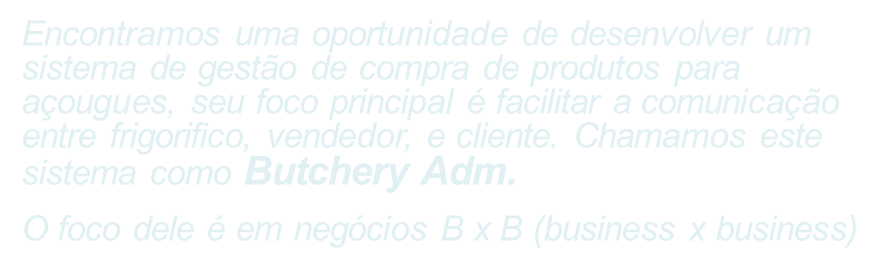 Encontramos uma oportunidade de desenvolver um
sistema de gestão de compra de produtos para
açougues, seu foco principal é facilitar a comunicação
entre frigorifico, vendedor, e cliente. Chamamos este
sistema como Butchery Adm.
O foco dele é em negócios B x B (business x business)